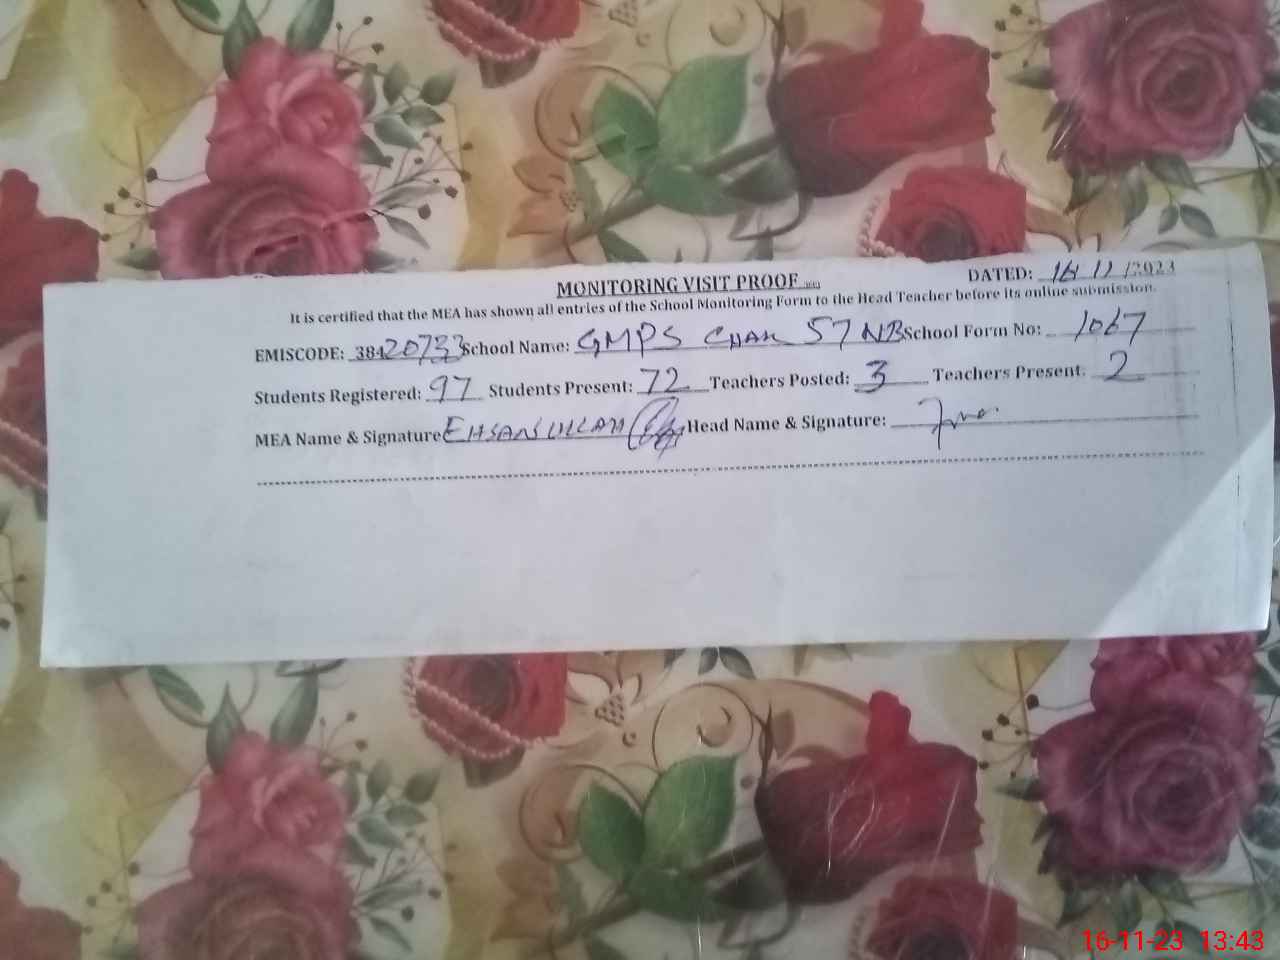 MONITORING VISIT PROOF DATED: 16/11/2023
It is certified that the MEA has shown all entries of the School Monitoring Form to the Head Teacher before its online submission.
EMISCODE: 38420733 School Name: GMPS CHAK 57 NB School Form No: 1067
Students Registered: 97 Students Present: 72 Teachers Posted: 3 Teachers Present: 2
MEA Name & Signature EHSANULLAH Head Name & Signature:
16-11-23 13:43